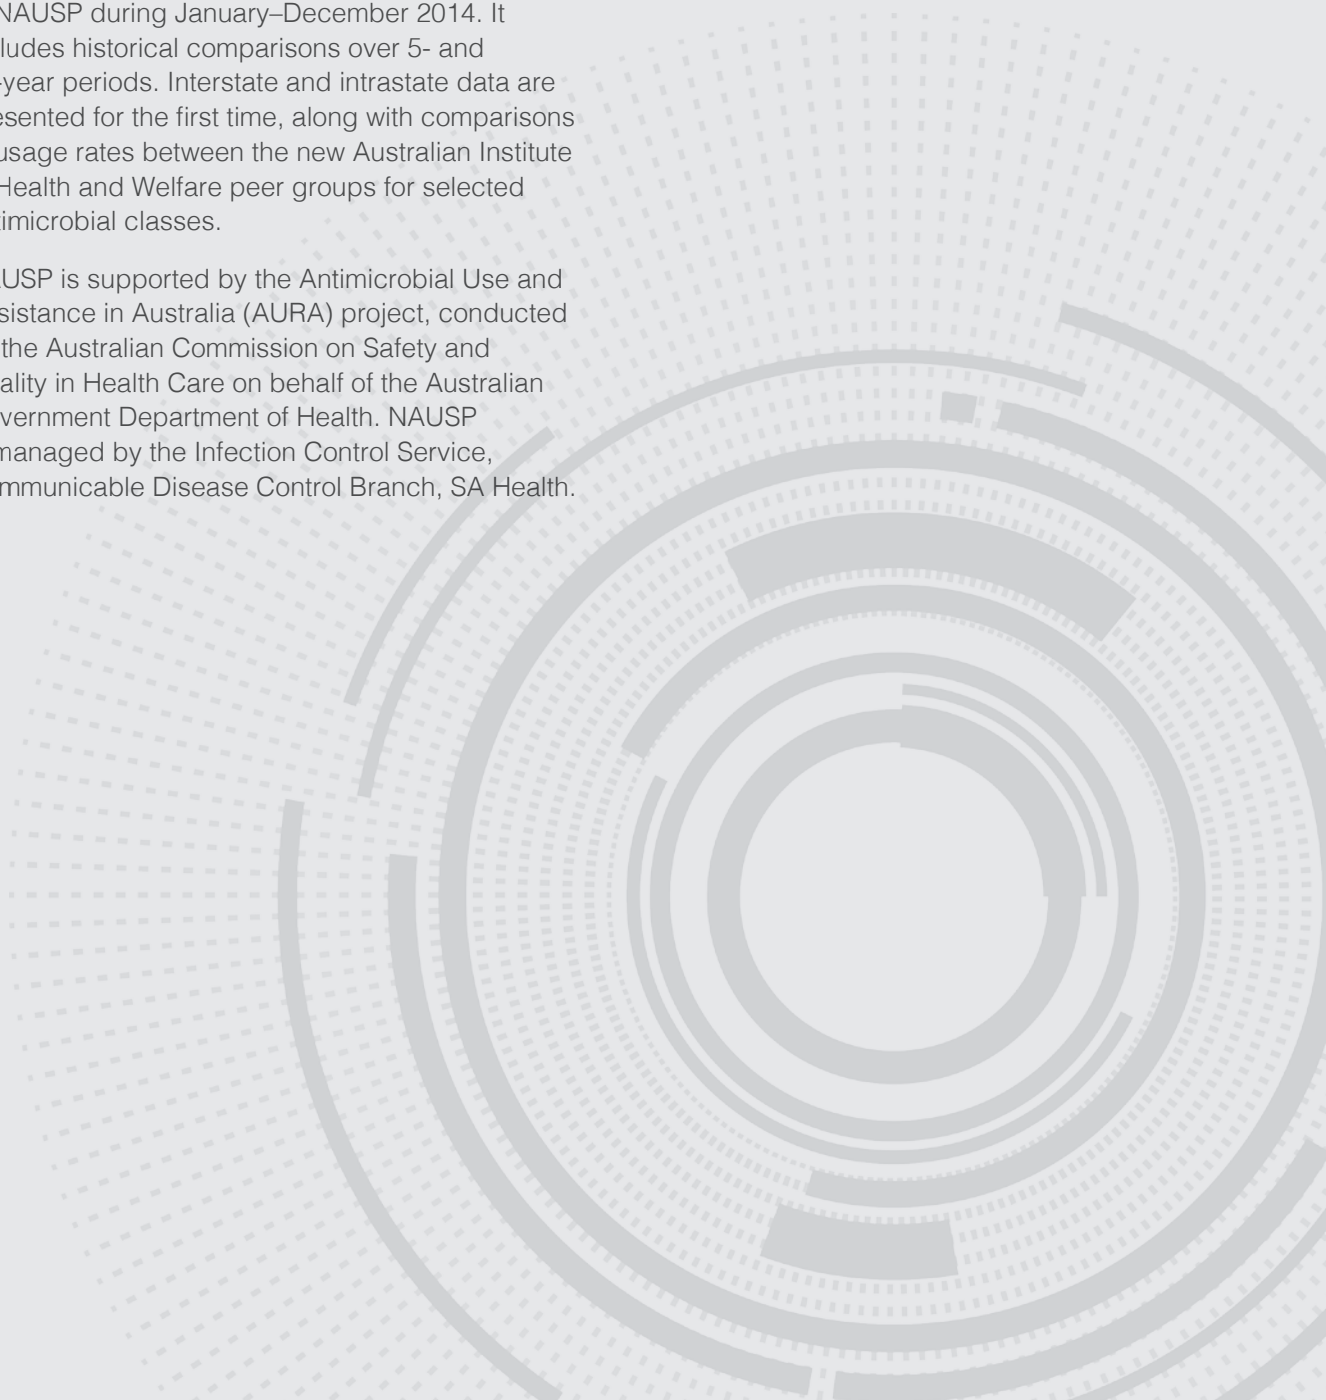 NAUSP during January–December 2014. It
ludes historical comparisons over 5- and
-year periods. Interstate and intrastate data are
esented for the first time, along with comparisons
usage rates between the new Australian Institute
Health and Welfare peer groups for selected
timicrobial classes.
USP is supported by the Antimicrobial Use and
sistance in Australia (AURA) project, conducted
the Australian Commission on Safety and
ality in Health Care on behalf of the Australian
vernment Department of Health. NAUSP
managed by the Infection Control Service,
mmunicable Disease Control Branch, SA Health.